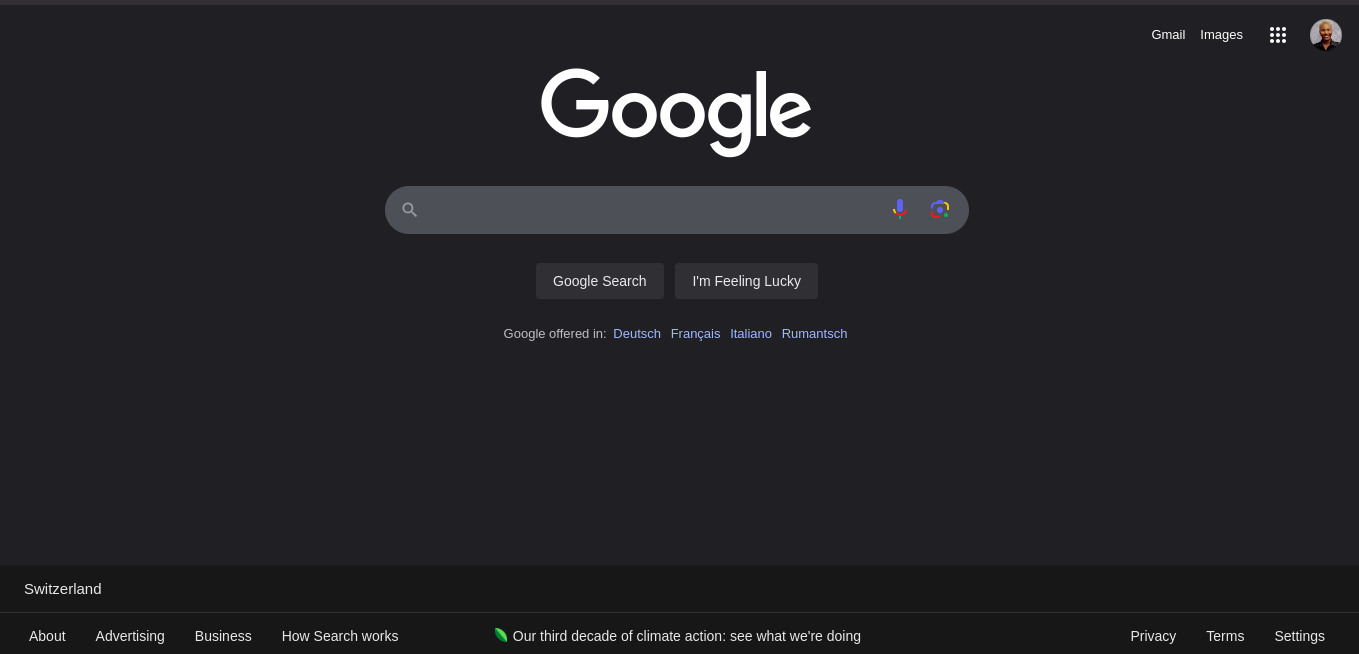 Gmail Images
Google
Google Search I'm Feeling Lucky
Google offered in: Deutsch Français Italiano Rumantsch
Switzerland
About Advertising Business How Search works Our third decade of climate action: see what we're doing Privacy Terms Settings